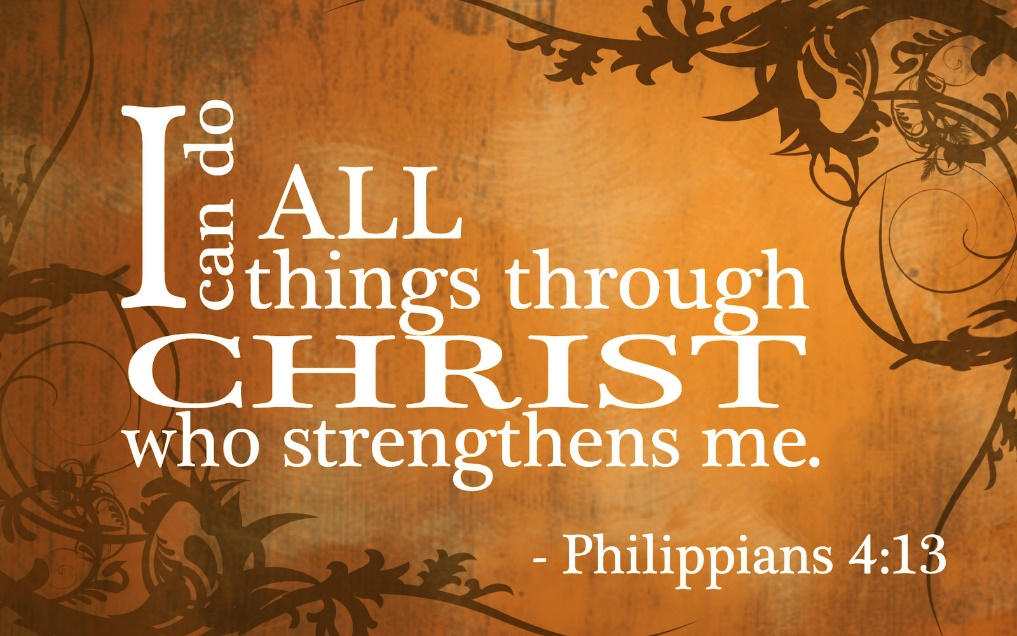 I can do ALL
things through
CHRIST
who strengthens me.
- Philippians 4:13